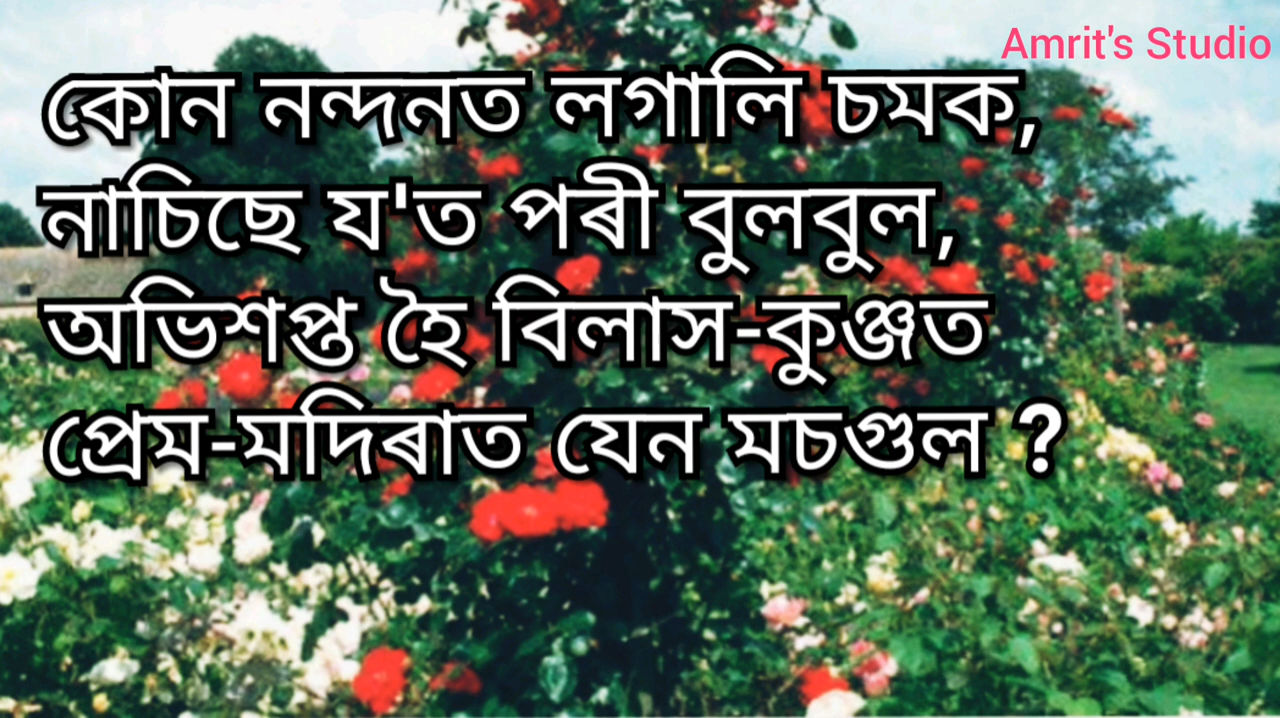 Amrit's Studio
কোন নন্দনত লগালি চমক,
নাচিছে য'ত পৰী বুলবুল,
অভিশপ্ত হৈ বিলাস-কুঞ্জত
প্ৰেম-মদিৰাত যেন মচগুল ?